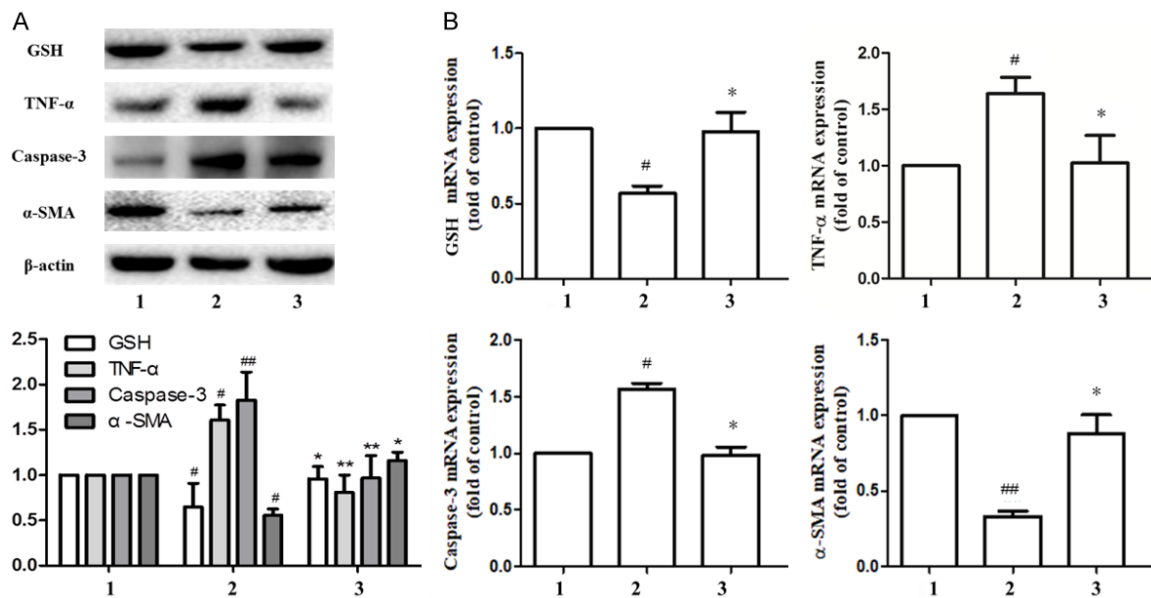 A
GSH
TNF-α
Caspase-3
α-SMA
β-actin
1 2 3
2.5
2.0
1.5
1.0
0.5
0.0
GSH
TNF-α
Caspase-3
α -SMA
# # ## #
* ** ** *
1 2 3
B
GSH mRNA expression
(fold of control)
1.5
1.0
0.5
0.0
#
*
1 2 3
TNF-α mRNA expression
(fold of control)
2.0
1.5
1.0
0.5
0.0
#
*
1 2 3
Caspase-3 mRNA expression
(fold of control)
2.0
1.5
1.0
0.5
0.0
#
*
1 2 3
α-SMA mRNA expression
(fold of control)
1.5
1.0
0.5
0.0
##
*
1 2 3